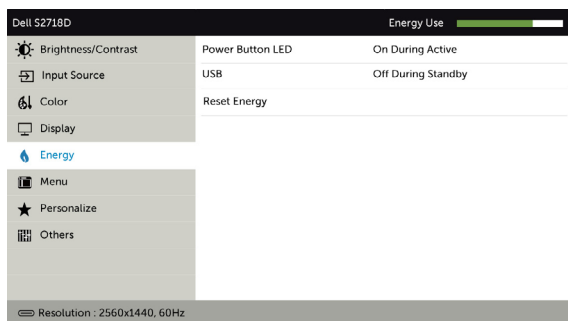 Dell S2718D Energy Use
Brightness/Contrast Power Button LED On During Active
Input Source USB Off During Standby
Color Reset Energy
Display
Energy
Menu
Personalize
Others
Resolution : 2560x1440, 60Hz